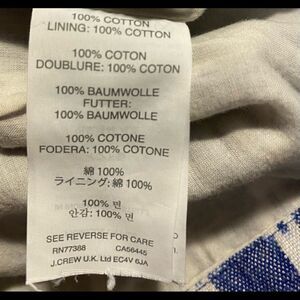 100% COTTON
LINING: 100% COTTON
100% COTON
DOUBLURE: 100% COTON
100% BAUMWOLLE
FUTTER:
100% BAUMWOLLE
100% COTONE
FODERA: 100% COTONE
綿 100%
ライニング: 綿 100%
100% 면
안감: 100% 면
SEE REVERSE FOR CARE
RN77388 CA56445
J.CREW U.K. Ltd EC4V 6JA